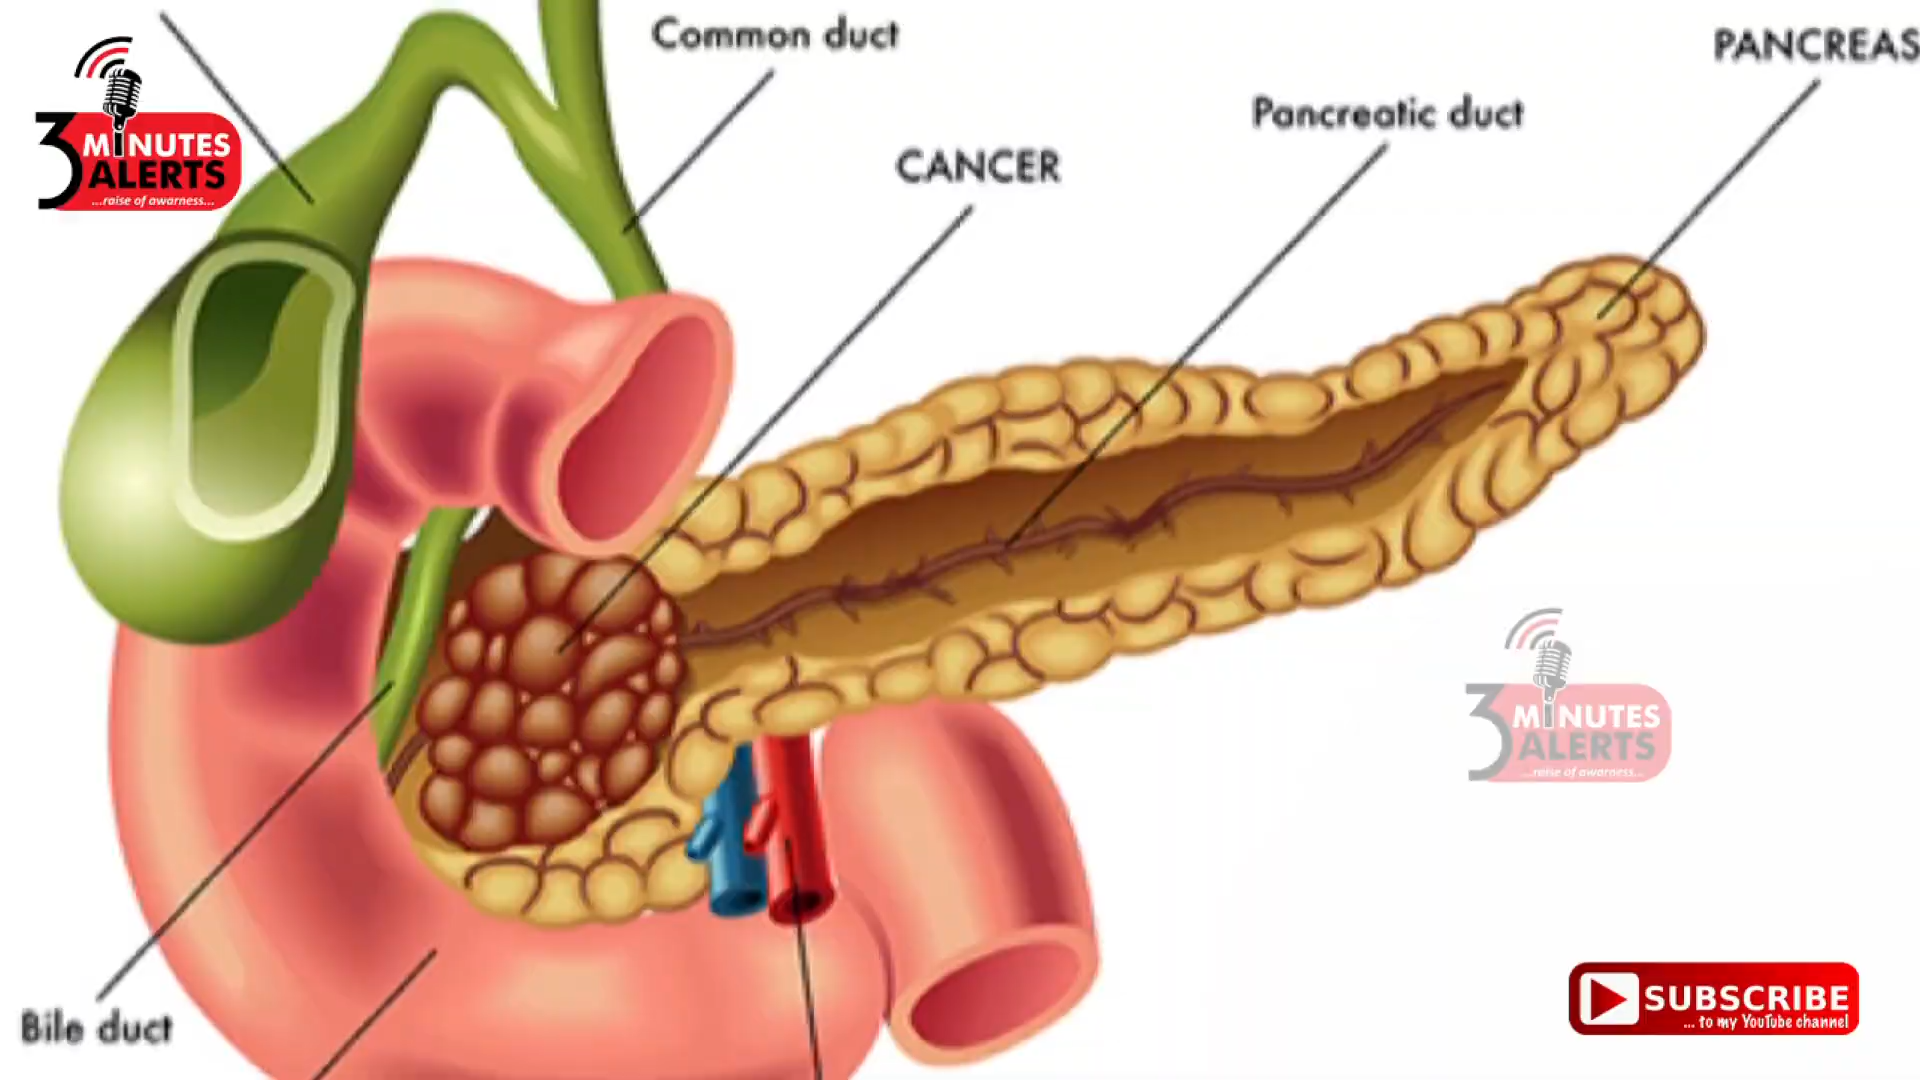 Common duct
PANCREAS
Pancreatic duct
CANCER
3 MINUTES
ALERTS
...raise of awarness...
3 MINUTES
ALERTS
...raise of awarness...
SUBSCRIBE
... to my YouTube channel
Bile duct